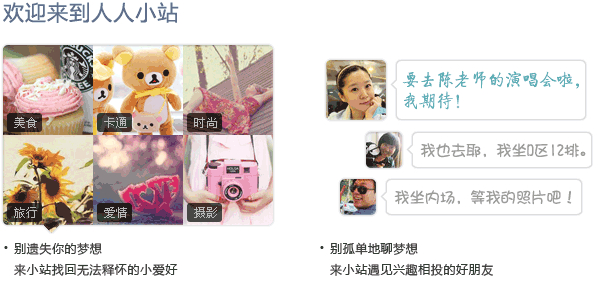 欢迎来到人人小站
美食
卡通
时尚
旅行
爱情
摄影
要去陈老师的演唱会啦，
我期待！
我也去耶，我坐D区12排。
我坐内场，等我的照片吧！
• 别遗失你的梦想
来小站找回无法释怀的小爱好
• 别孤单地聊梦想
来小站遇见兴趣相投的好朋友